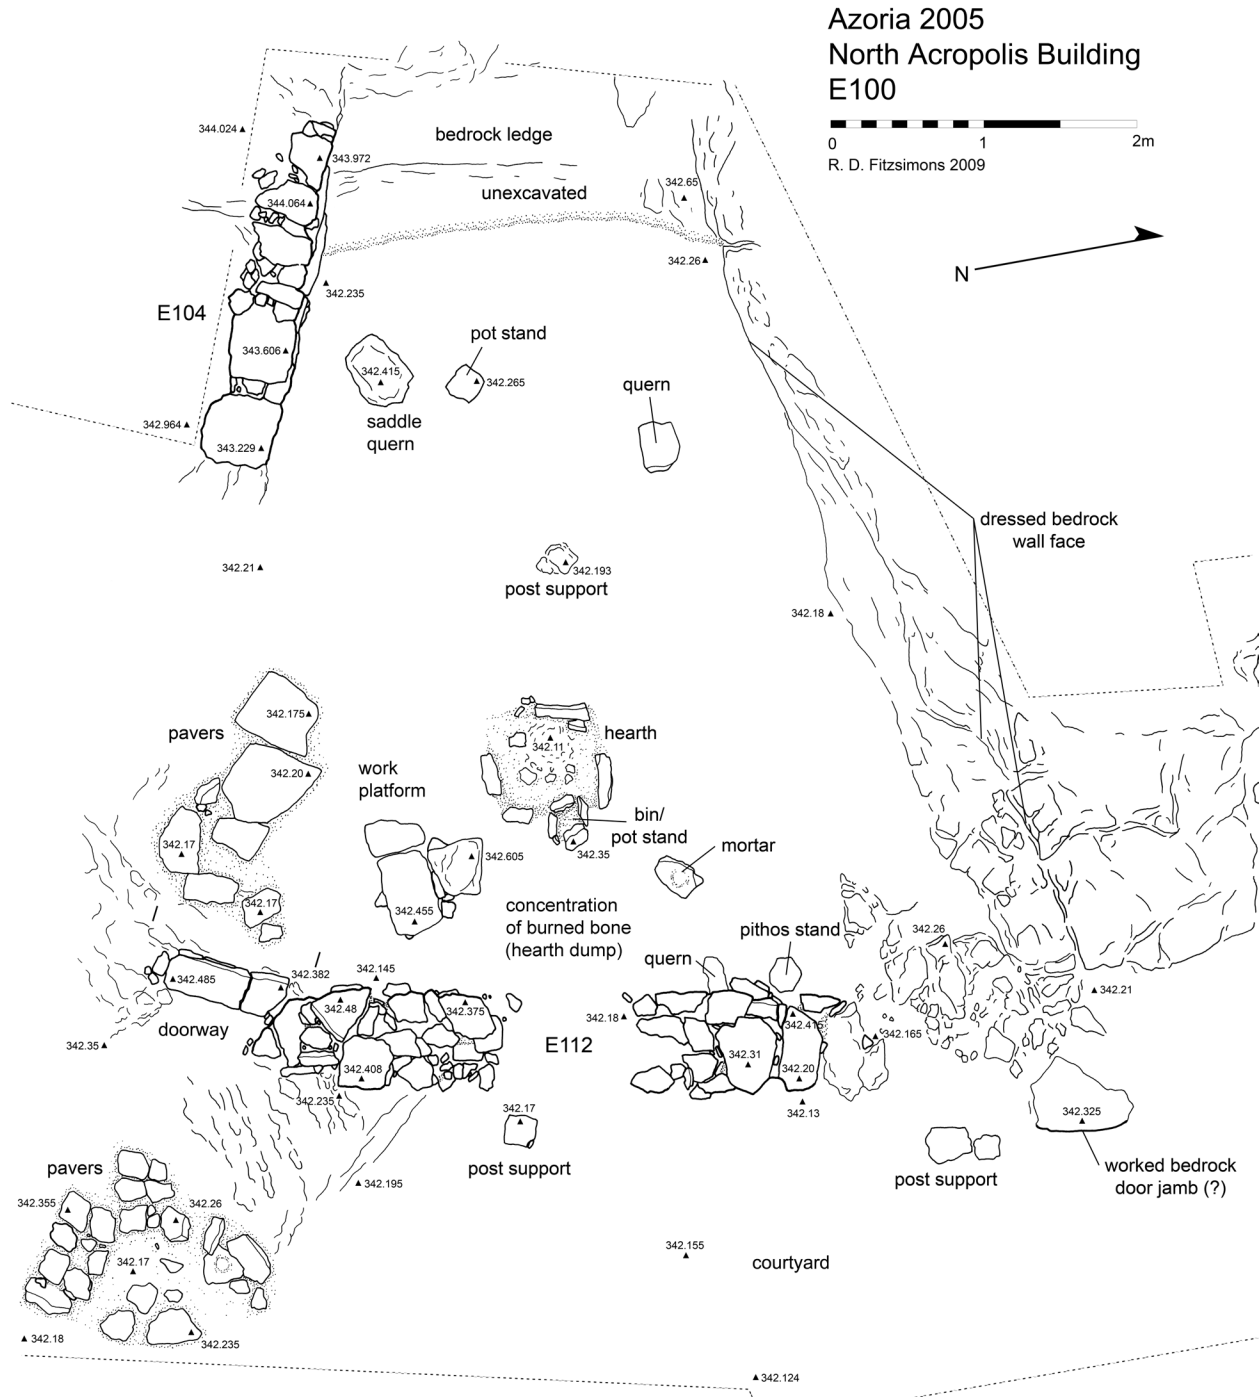 Azoria 2005
North Acropolis Building
E100
0 1 2m
R. D. Fitzsimons 2009
N
344.024
343.972
bedrock ledge
unexcavated
342.65
344.064
342.26
342.235
E104
pot stand
343.606
342.415
342.265
quern
saddle
quern
342.964
343.229
dressed bedrock
wall face
342.21
342.193
post support
342.18
342.175
pavers
hearth
342.11
342.20
work
platform
bin/
pot stand
342.17
342.605
342.35
mortar
342.17
342.455
concentration
of burned bone
(hearth dump)
pithos stand
342.26
quern
342.485
342.382
342.145
342.21
342.48
342.375
342.18
342.415
doorway
342.165
342.35
E112
342.31
342.408
342.20
342.235
342.13
342.17
342.325
pavers
post support
post support
worked bedrock
door jamb (?)
342.195
342.355
342.26
342.155
courtyard
342.17
342.18
342.235
342.124